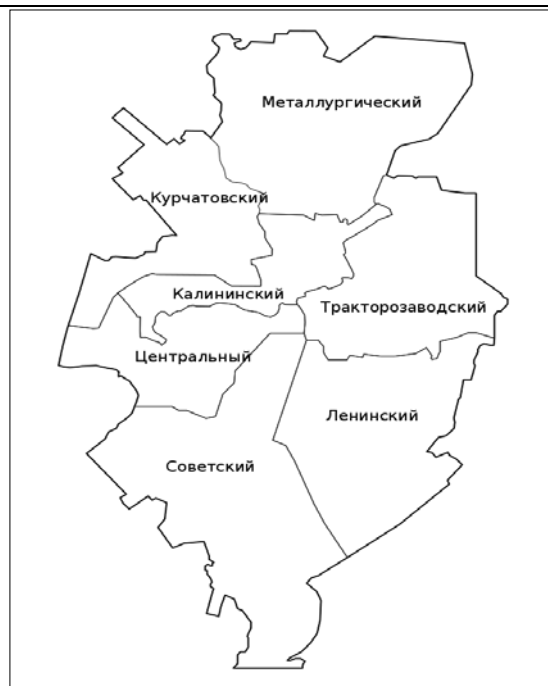 Металлургический
Курчатовский
Калининский
Тракторозаводский
Центральный
Ленинский
Советский